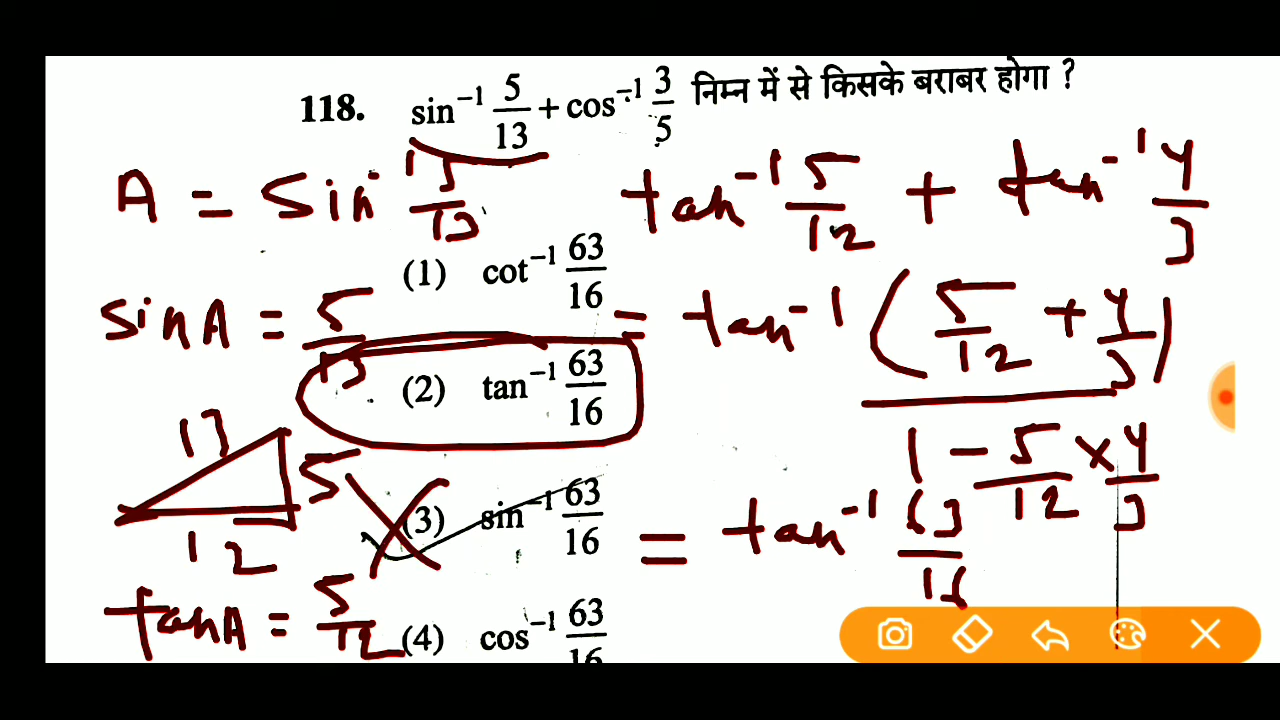 118. sin⁻¹ 5/13 + cos⁻¹ 3/5 निम्न में से किसके बराबर होगा ?
A = sin⁻¹ 5/13
tan⁻¹ 5/12 + tan⁻¹ 4/3
(1) cot⁻¹ 63/16
sinA = 5/13
= tan⁻¹ (5/12 + 4/3)
(2) tan⁻¹ 63/16
1 - 5/12 × 4/3
13
5
12
(3) sin⁻¹ 63/16
= tan⁻¹ 63/16
tanA = 5/12
(4) cos⁻¹ 63/16